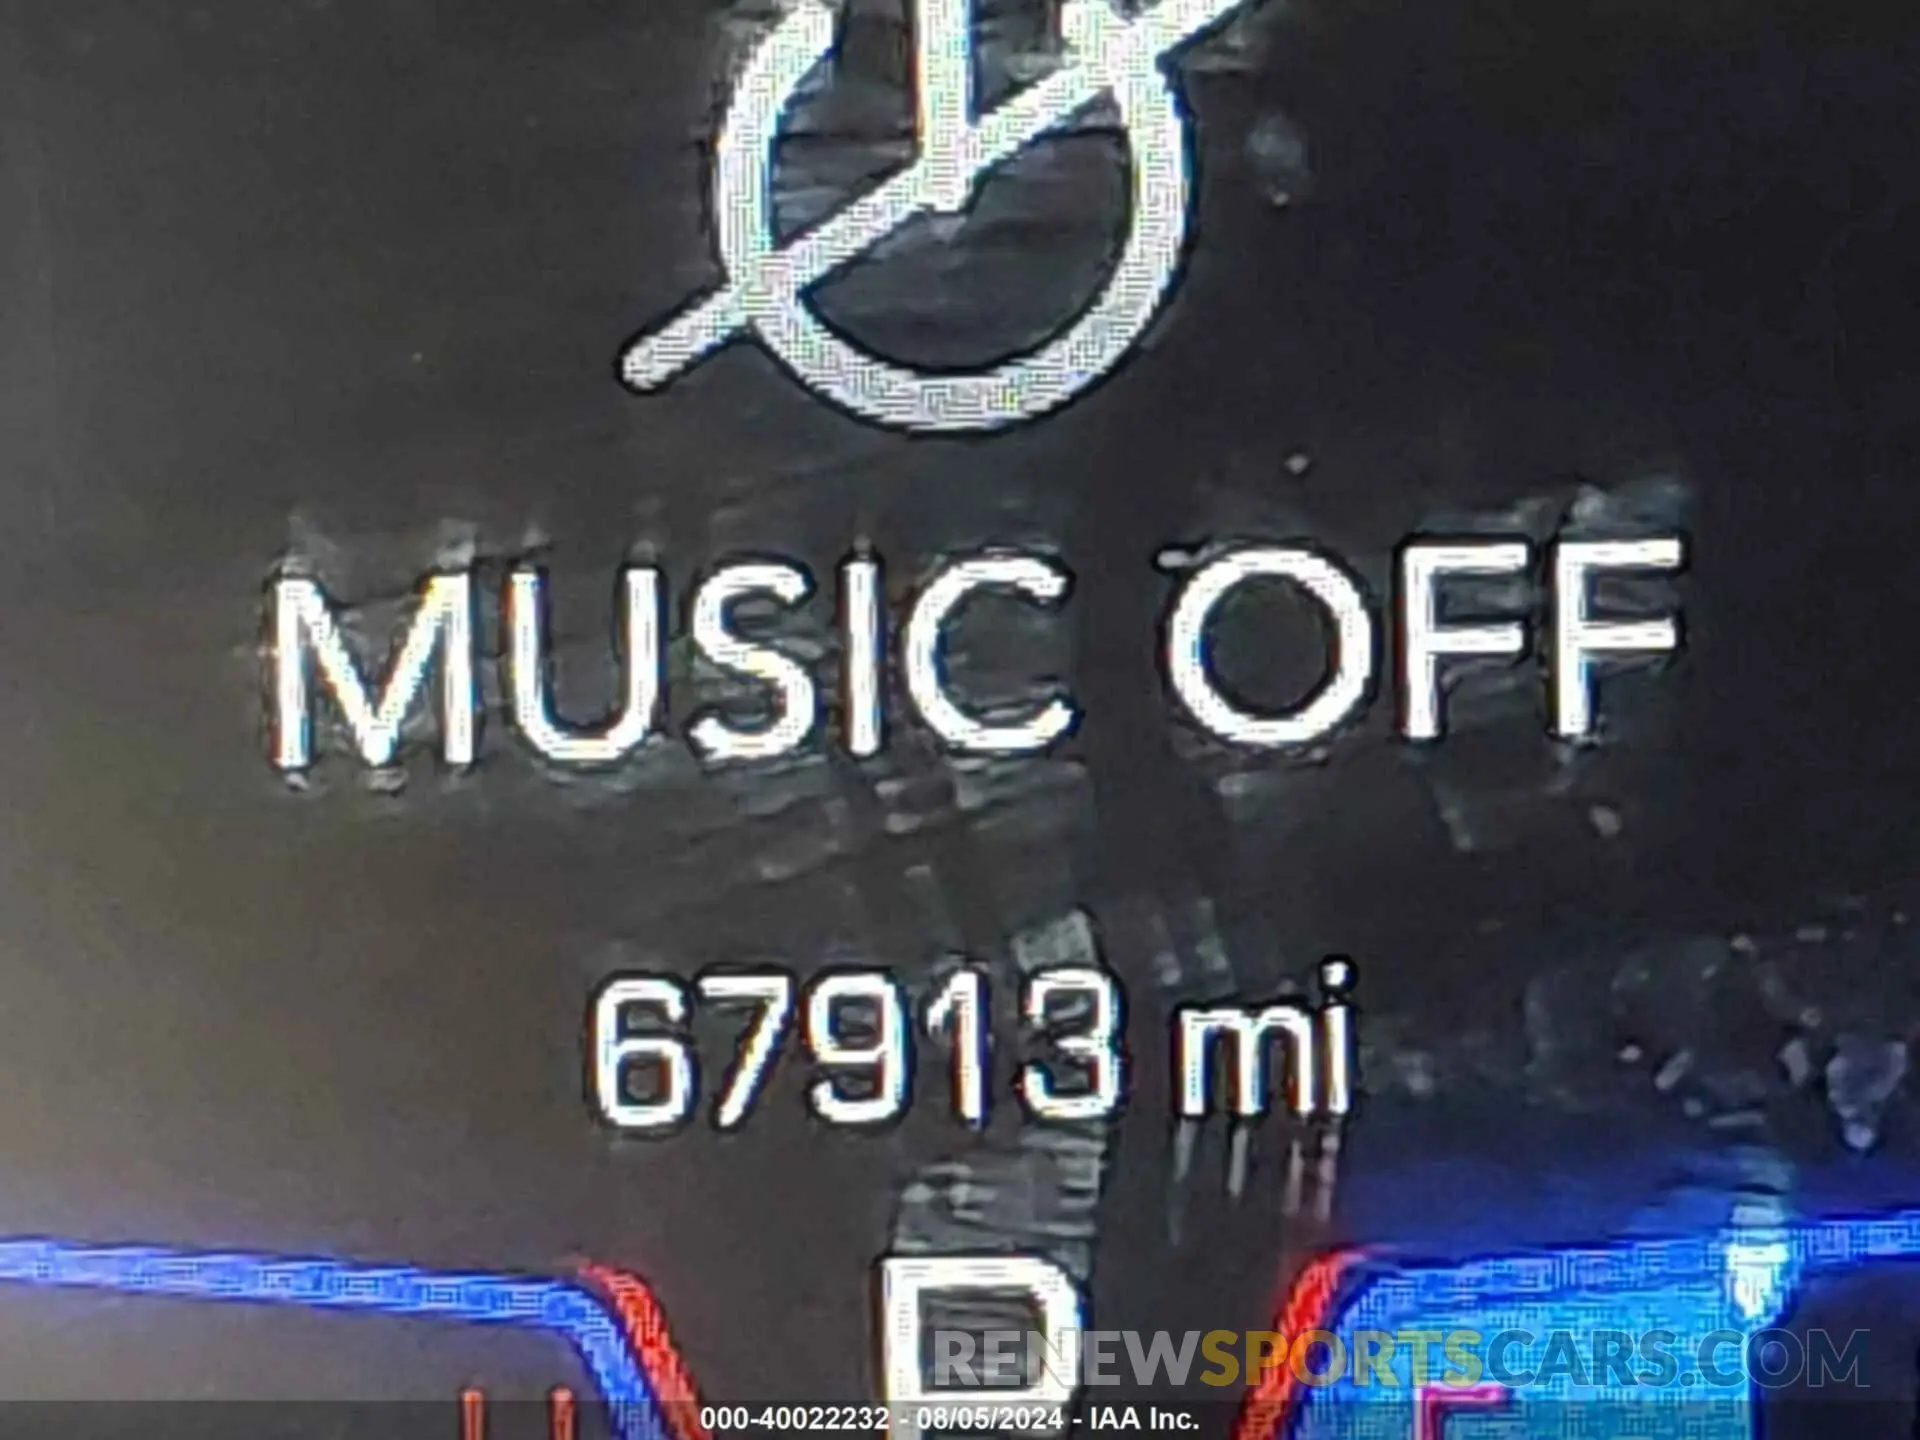 MUSIC OFF
67913 mi
P
RENEWSPORTSCARS.COM
000-40022232 - 08/05/2024 - IAA Inc.